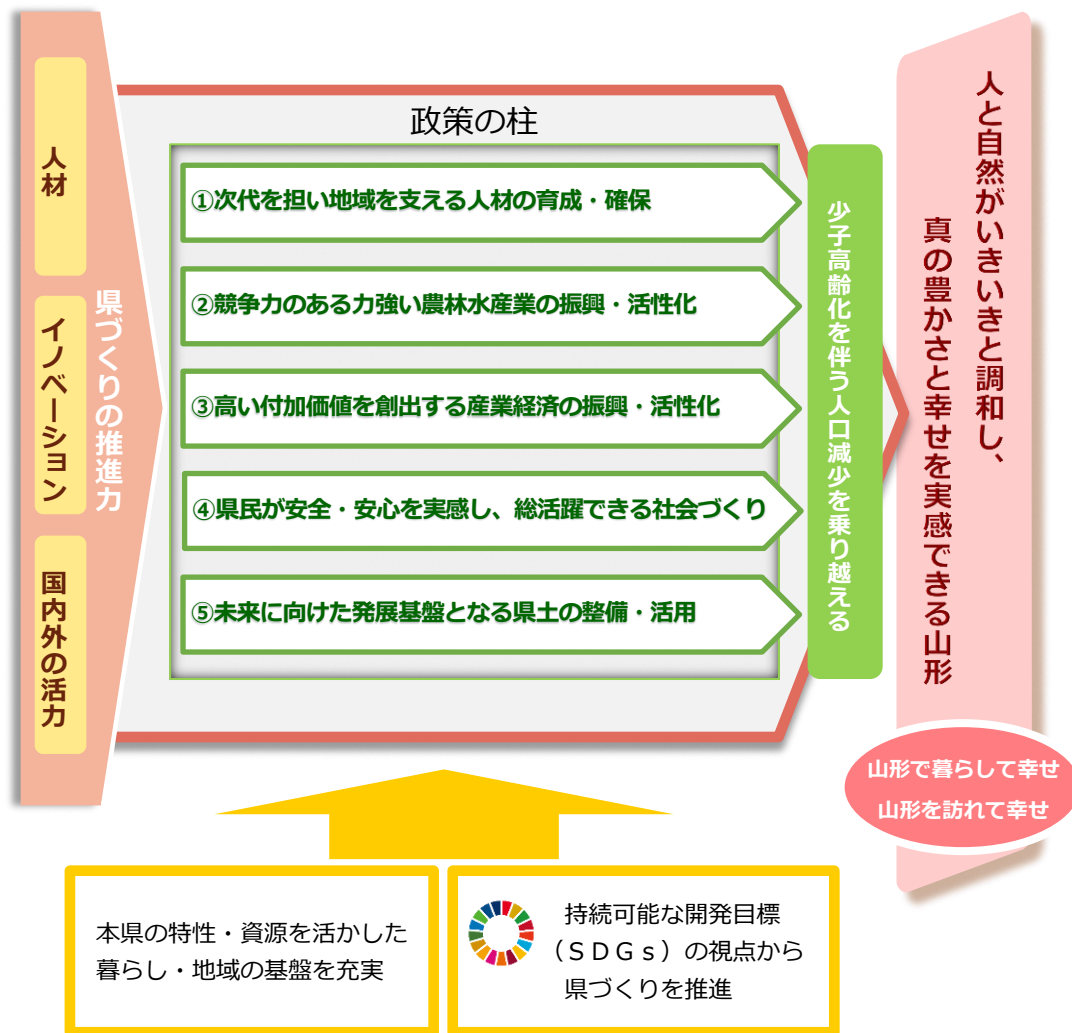 人材
イノベーション
国内外の活力
県づくりの推進力
政策の柱
①次代を担い地域を支える人材の育成・確保
②競争力のある力強い農林水産業の振興・活性化
③高い付加価値を創出する産業経済の振興・活性化
④県民が安全・安心を実感し、総活躍できる社会づくり
⑤未来に向けた発展基盤となる県土の整備・活用
少子高齢化を伴う人口減少を乗り越える
人と自然がいきいきと調和し、
真の豊かさと幸せを実感できる山形
山形で暮らして幸せ
山形を訪れて幸せ
本県の特性・資源を活かした
暮らし・地域の基盤を充実
持続可能な開発目標
（ＳＤＧｓ）の視点から
県づくりを推進